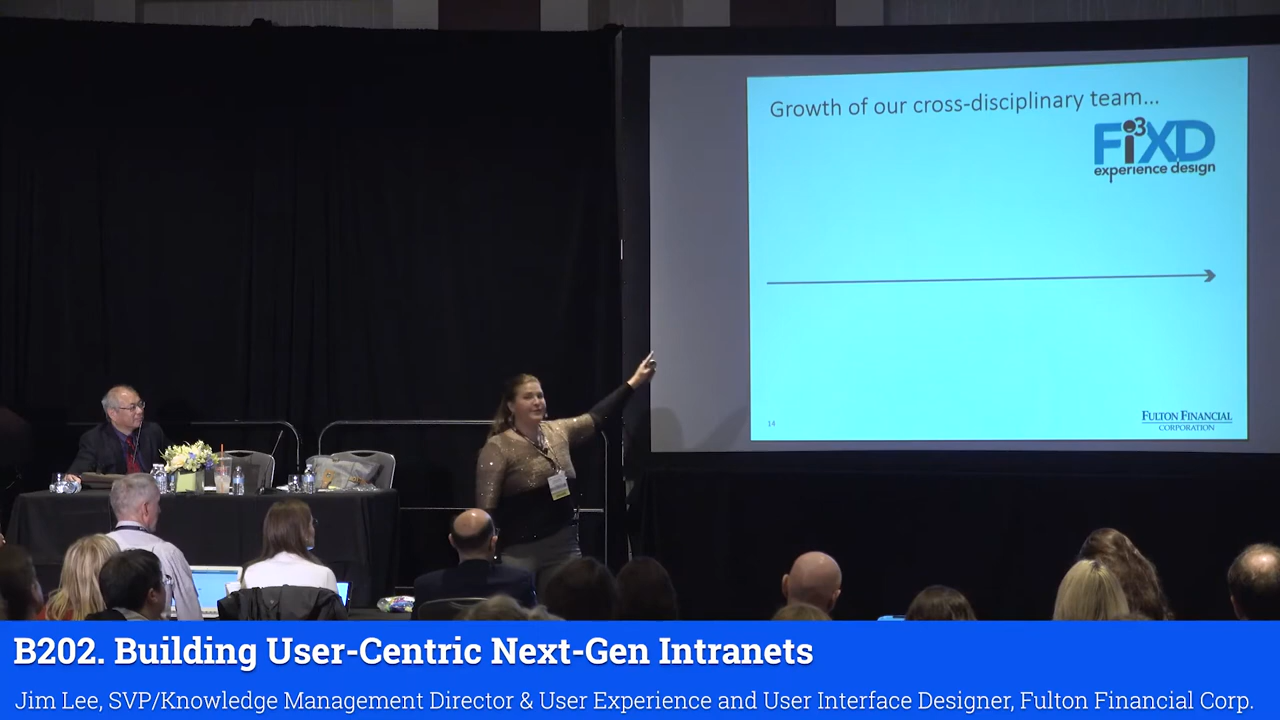 Growth of our cross-disciplinary team...
Fi³XD
experience design
14
FULTON FINANCIAL
CORPORATION
B202. Building User-Centric Next-Gen Intranets
Jim Lee, SVP/Knowledge Management Director & User Experience and User Interface Designer, Fulton Financial Corp.